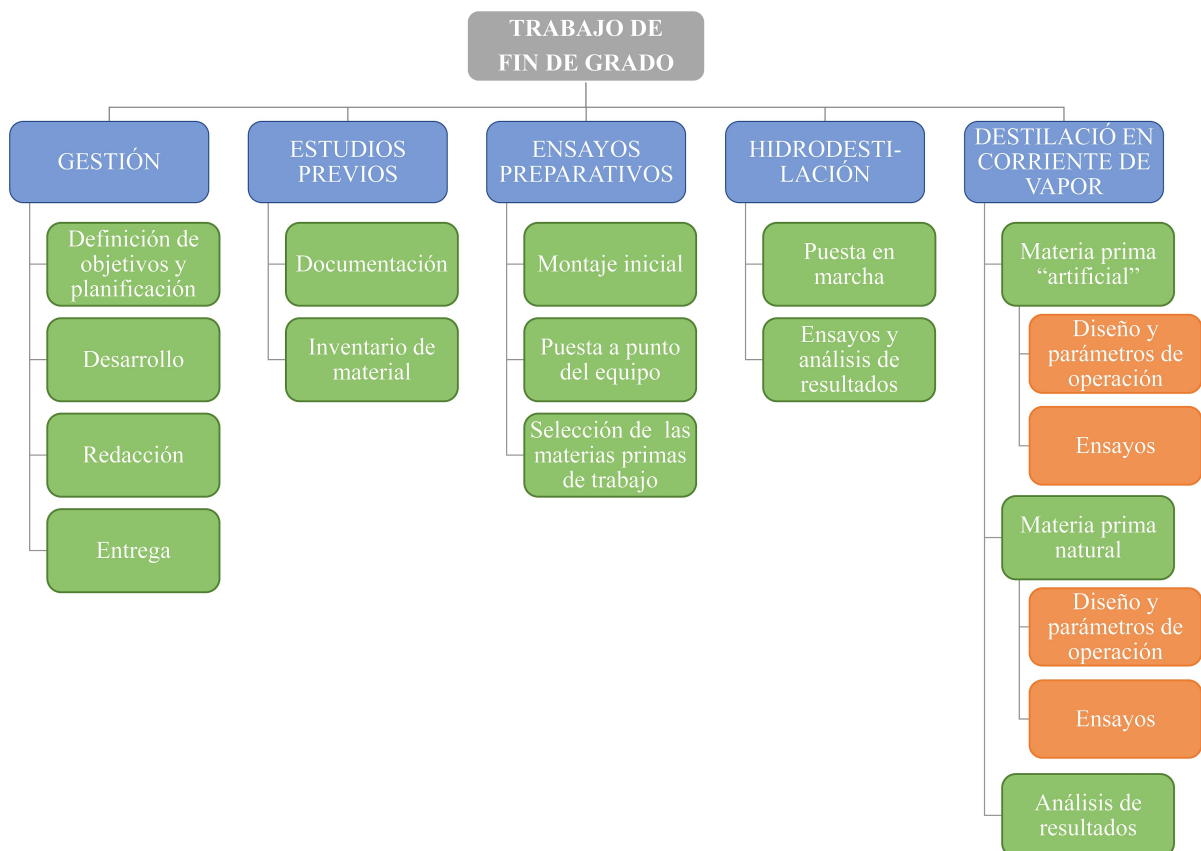 TRABAJO DE
FIN DE GRADO
GESTIÓN
Definición de
objetivos y
planificación
Desarrollo
Redacción
Entrega
ESTUDIOS
PREVIOS
Documentación
Inventario de
material
ENSAYOS
PREPARATIVOS
Montaje inicial
Puesta a punto
del equipo
Selección de  las
materias primas
de trabajo
HIDRODESTI-
LACIÓN
Puesta en
marcha
Ensayos y
análisis de
resultados
DESTILACIÓ EN
CORRIENTE DE
VAPOR
Materia prima
“artificial”
Diseño y
parámetros de
operación
Ensayos
Materia prima
natural
Diseño y
parámetros de
operación
Ensayos
Análisis de
resultados